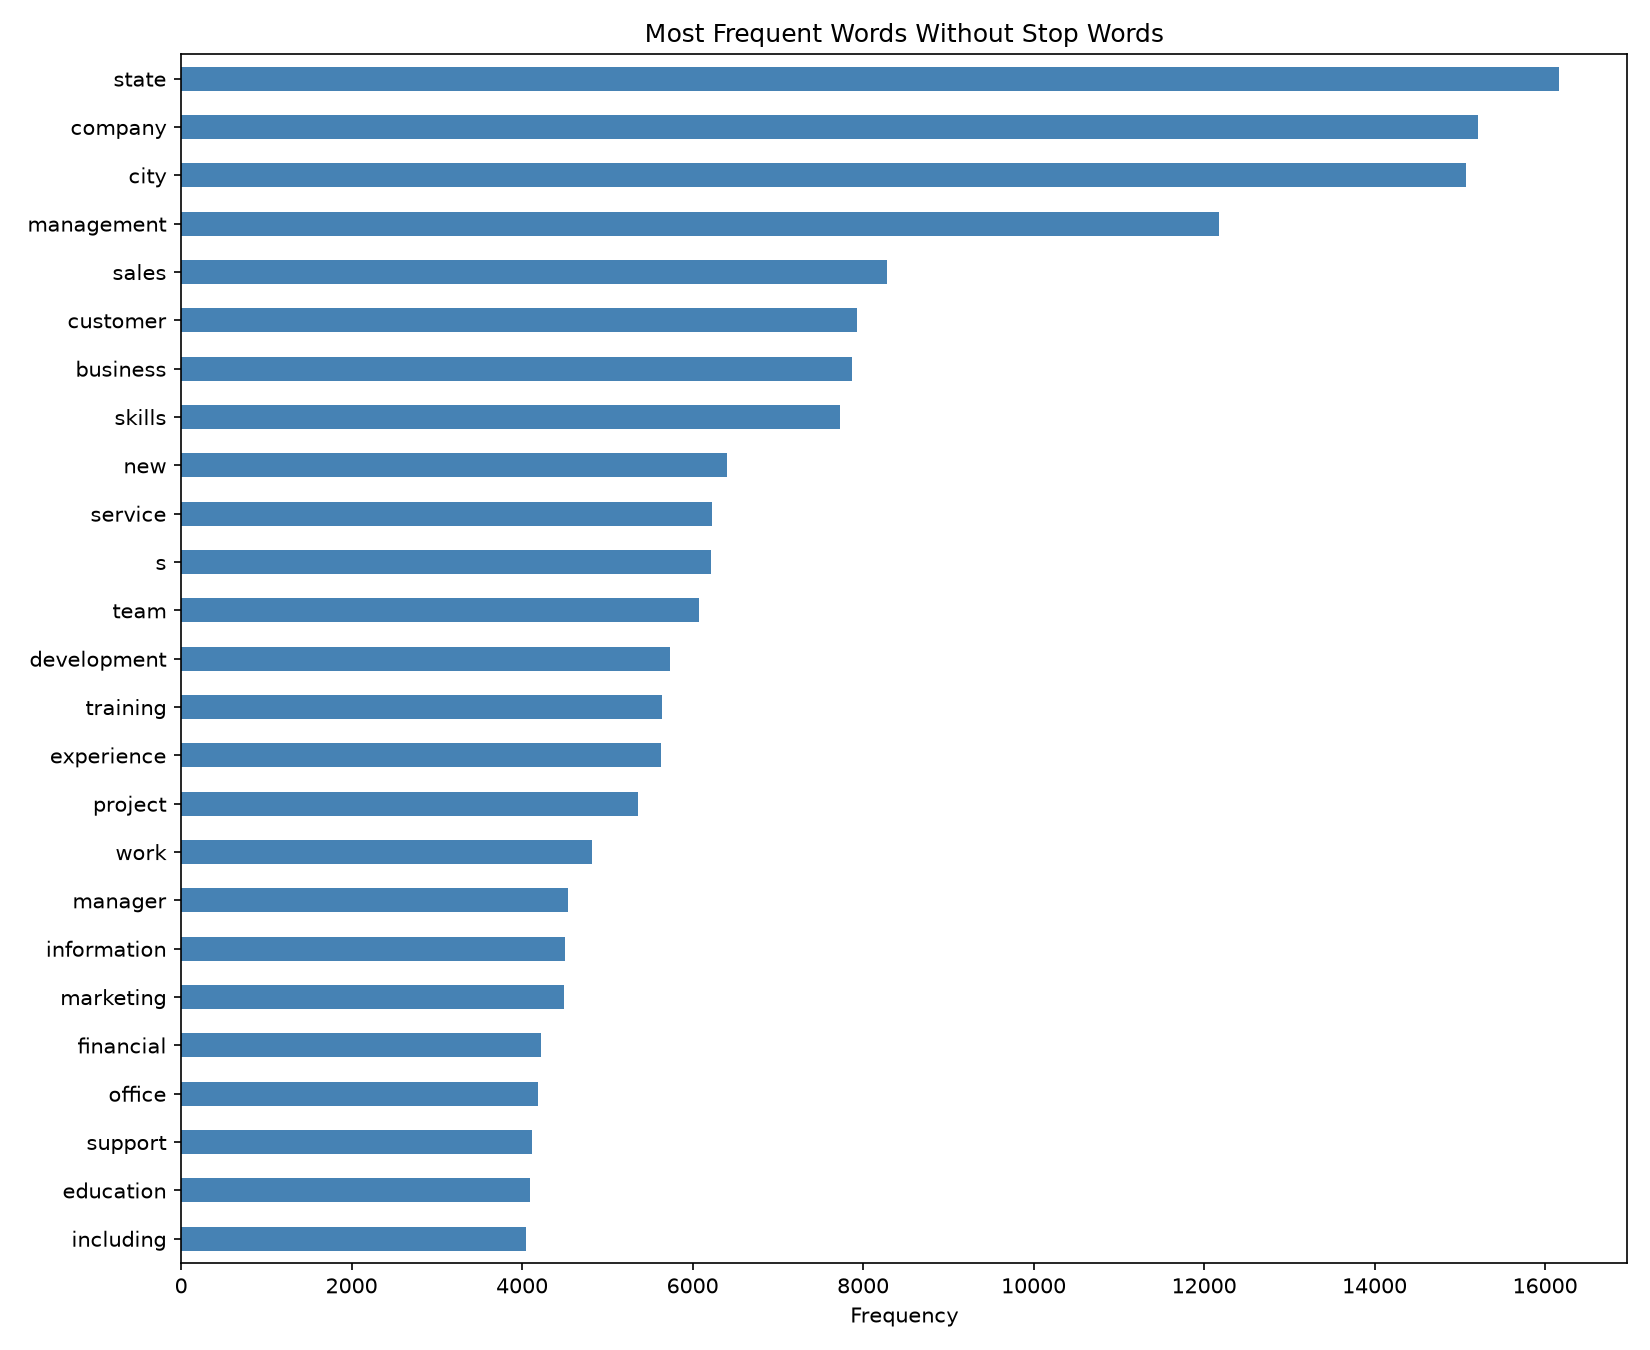 Most Frequent Words Without Stop Words
state
company
city
management
sales
customer
business
skills
new
service
s
team
development
training
experience
project
work
manager
information
marketing
financial
office
support
education
including
0 2000 4000 6000 8000 10000 12000 14000 16000
Frequency